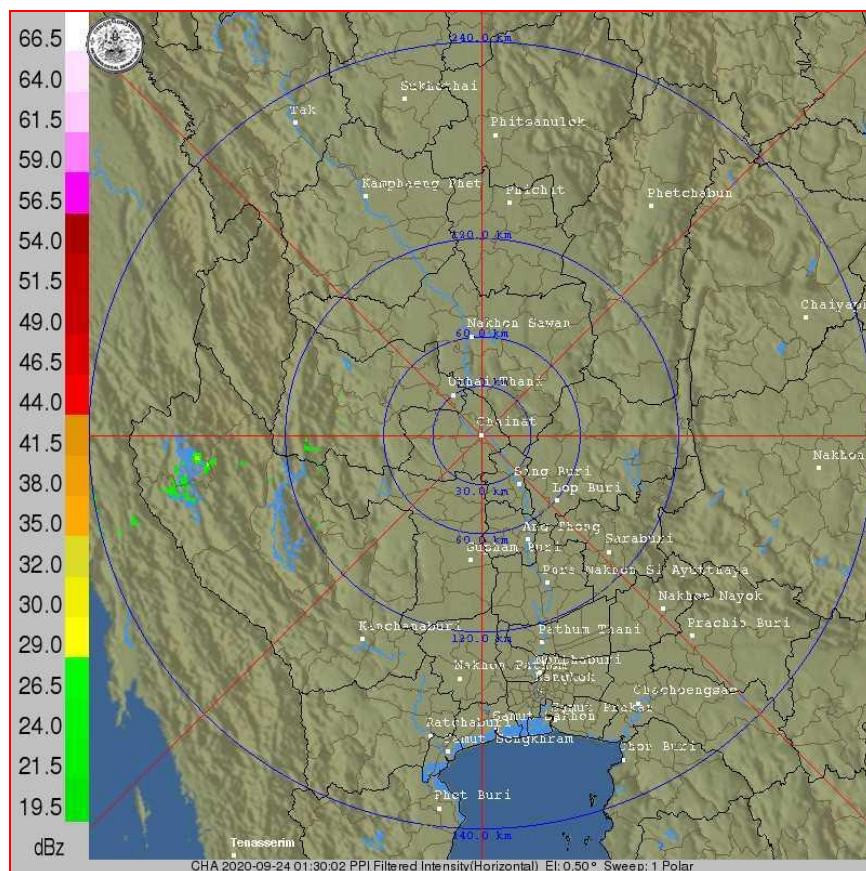 66.5
64.0
61.5
59.0
56.5
54.0
51.5
49.0
46.5
44.0
41.5
38.0
35.0
32.0
30.0
29.0
26.5
24.0
21.5
19.5
dBz
240.0 km
Sukhothai
Tak
Phitsanulok
Kamphaeng Phet
Phichit
Phetchabun
120.0 km
Chaiyaph
Nakhon Sawan
60.0 km
Uthai Thani
Chainat
Nakhon
Sing Buri
Lop Buri
30.0 km
Ang Thong
60.0 km
Saraburi
Pora Nakhon Si Ayutthaya
Nakhon Nayok
Kanchanaburi
120.0 km
Pathum Thani
Prachin Buri
Nonthaburi
Nakhon Pathom
Bangkok
Chachoengsao
Samut Prakan
Samut Sakhon
Ratchaburi
Samut Songkhram
Chon Buri
Phet Buri
240.0 km
Tenasserim
CHA 2020-09-24 01:30:02 PPI Filtered Intensity(Horizontal) El: 0.50° Sweep: 1 Polar